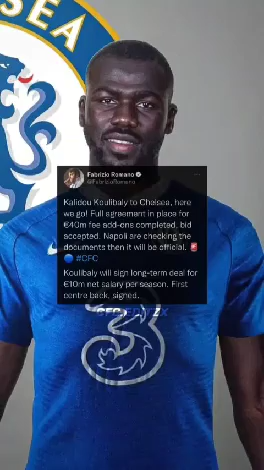 CHELSEA
Fabrizio Romano
@FabrizioRomano
Kalidou Koulibaly to Chelsea, here
we go! Full agreement in place for
€40m fee add-ons completed, bid
accepted. Napoli are checking the
documents then it will be official. 🚨
🔵 #CFC
Koulibaly will sign long-term deal for
€10m net salary per season. First
centre back, signed.
3